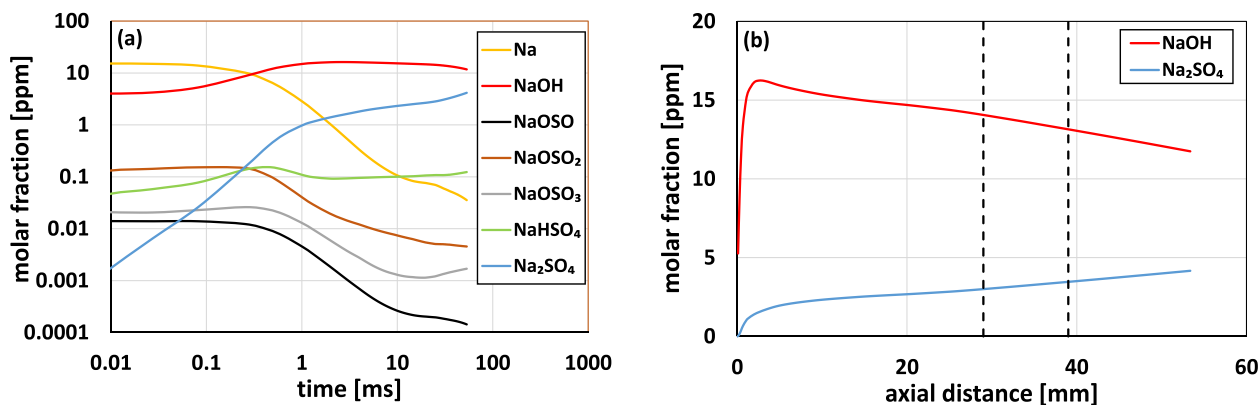 (a)
molar fraction [ppm]
100
10
1
0.1
0.01
0.001
0.0001
0.01 0.1 1 10 100 1000
time [ms]
Na
NaOH
NaOSO
NaOSO₂
NaOSO₃
NaHSO₄
Na₂SO₄
(b)
molar fraction [ppm]
20
15
10
5
0
0 20 40 60
axial distance [mm]
NaOH
Na₂SO₄